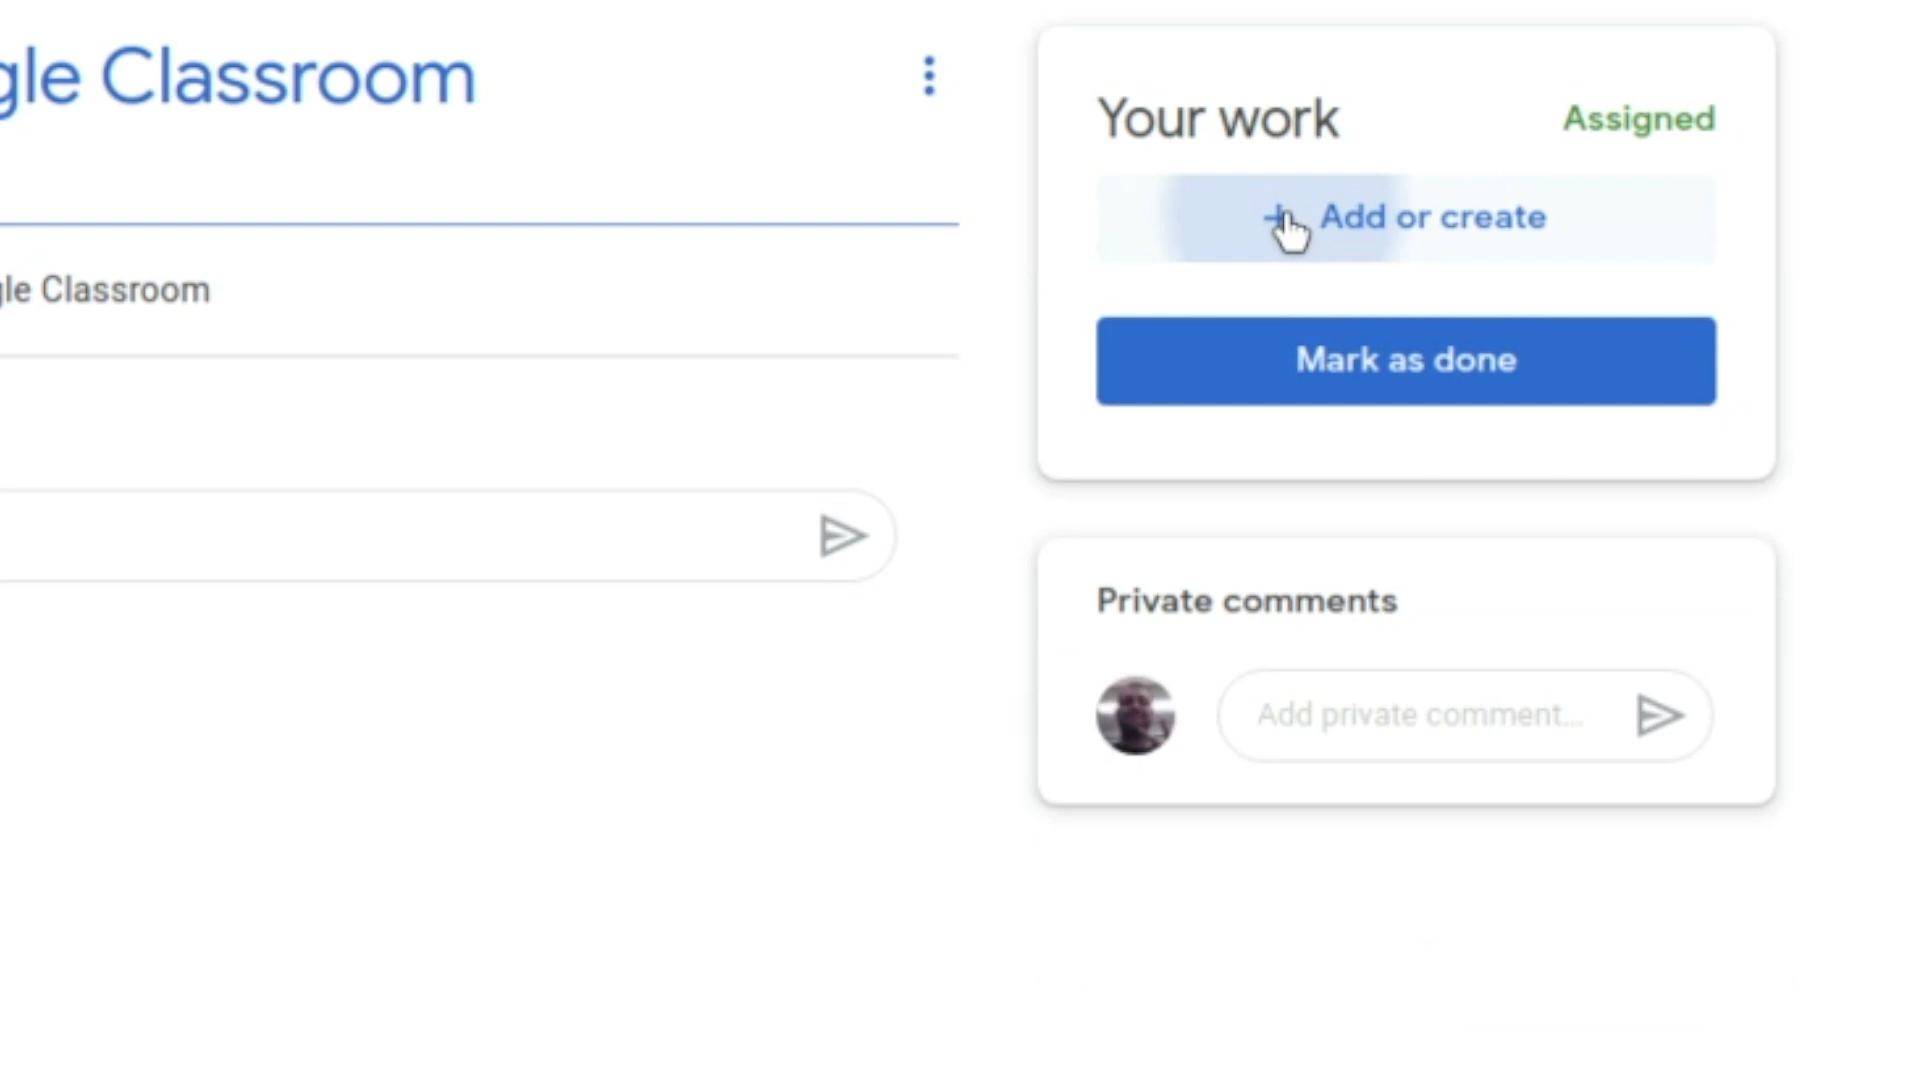 gle Classroom
gle Classroom
Your work
Assigned
+ Add or create
Mark as done
Private comments
Add private comment...